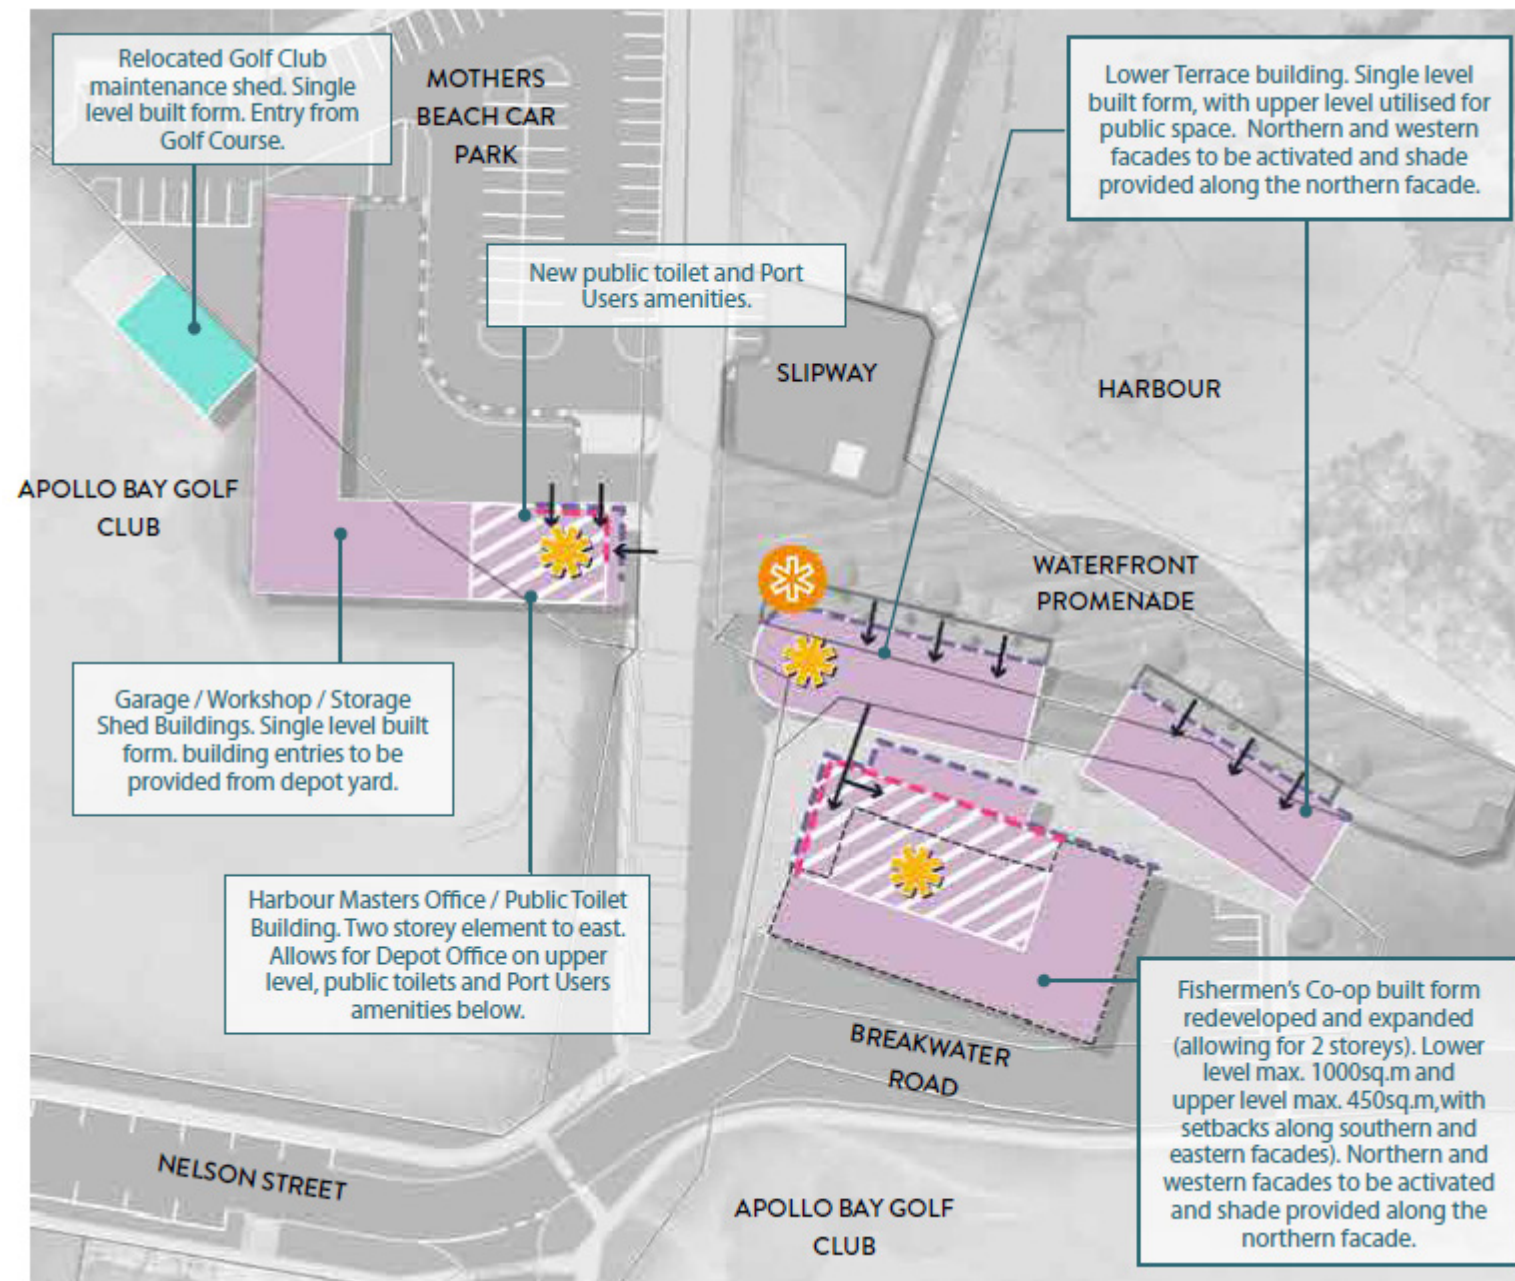 Relocated Golf Club
maintenance shed. Single
level built form. Entry from
Golf Course.
MOTHERS
BEACH CAR
PARK
Lower Terrace building. Single level
built form, with upper level utilised for
public space. Northern and western
facades to be activated and shade
provided along the northern facade.
New public toilet and Port
Users amenities.
SLIPWAY
HARBOUR
APOLLO BAY GOLF
CLUB
WATERFRONT
PROMENADE
Garage / Workshop / Storage
Shed Buildings. Single level built
form. building entries to be
provided from depot yard.
Harbour Masters Office / Public Toilet
Building. Two storey element to east.
Allows for Depot Office on upper
level, public toilets and Port Users
amenities below.
Fishermen's Co-op built form
redeveloped and expanded
(allowing for 2 storeys). Lower
level max. 1000sq.m and
upper level max. 450sq.m,with
setbacks along southern and
eastern facades). Northern and
western facades to be activated
and shade provided along the
northern facade.
BREAKWATER
ROAD
NELSON STREET
APOLLO BAY GOLF
CLUB